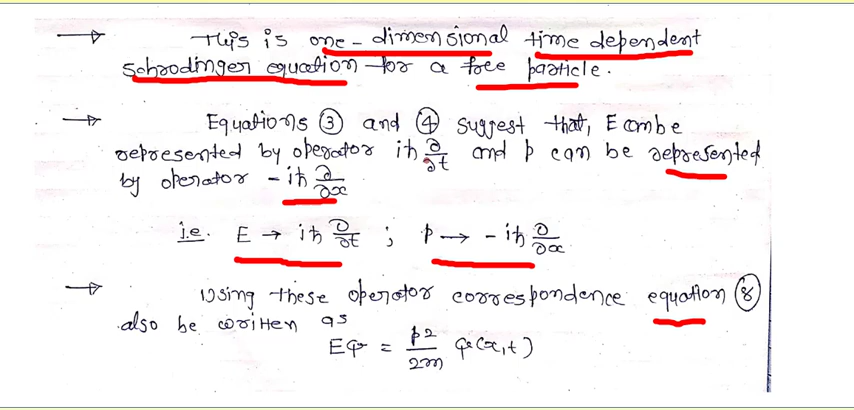 → This is one-dimensional time dependent
Schrodinger equation for a free particle.
→ Equations ③ and ④ suggest that, E can be
represented by operator iħ ∂/∂t and p can be represented
by operator -iħ ∂/∂x
i.e. E → iħ ∂/∂t ; p → -iħ ∂/∂x
→ Using these operator correspondence equation ⑧
also be written as
Eψ = p²/2m ψ(x,t)